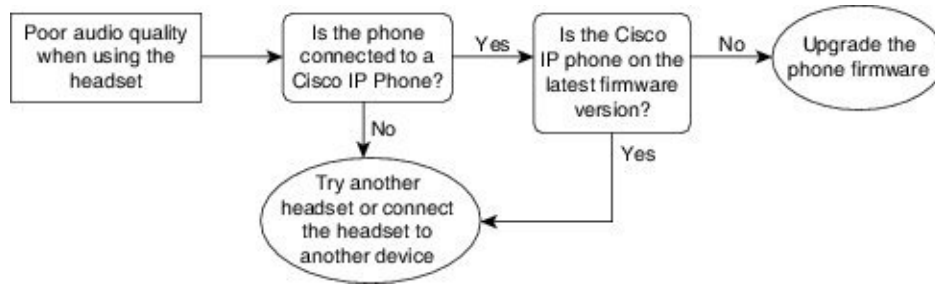 Poor audio quality
when using the
headset
Is the phone
connected to a
Cisco IP Phone?
Yes
Is the Cisco
IP phone on the
latest firmware
version?
No
Upgrade the
phone firmware
No
Yes
Try another
headset or connect
the headset to
another device